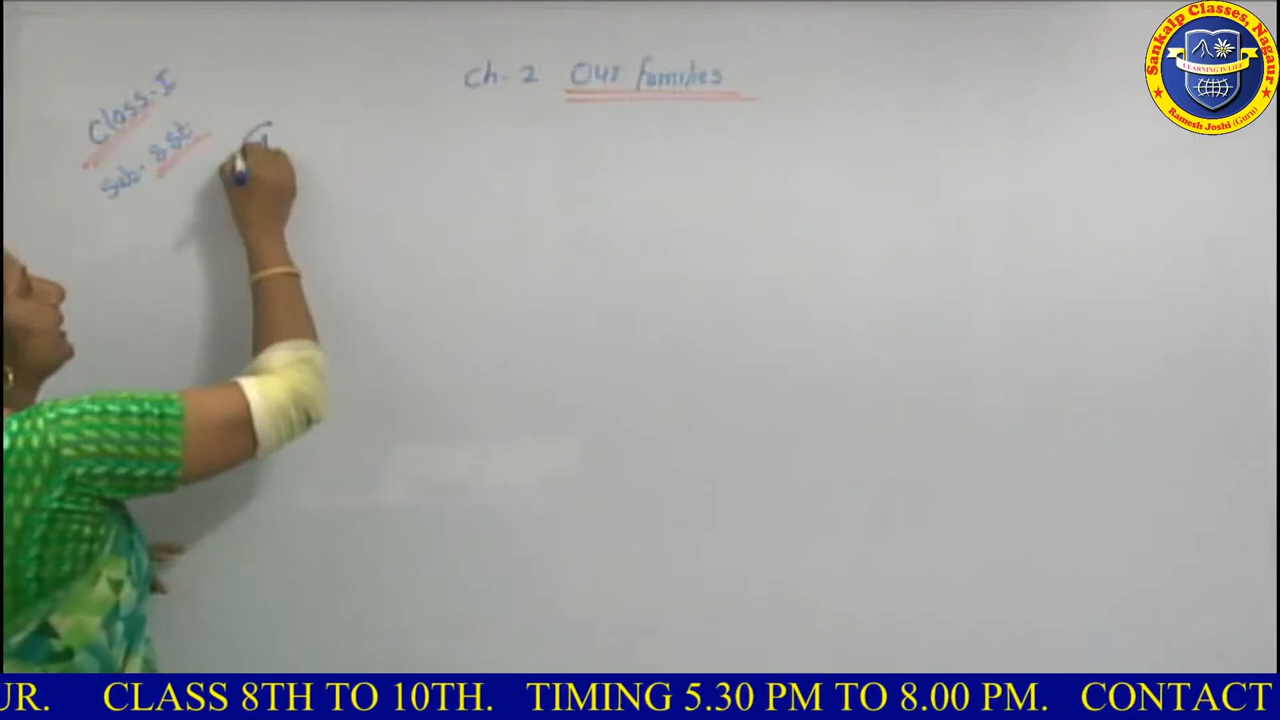 Ch-2 Our families
Class-I
Sub- SSt
Sankalp Classes, Nagaur
LEARNING IS LIFE
Ramesh Joshi (Guru)
UR. CLASS 8TH TO 10TH. TIMING 5.30 PM TO 8.00 PM. CONTACT